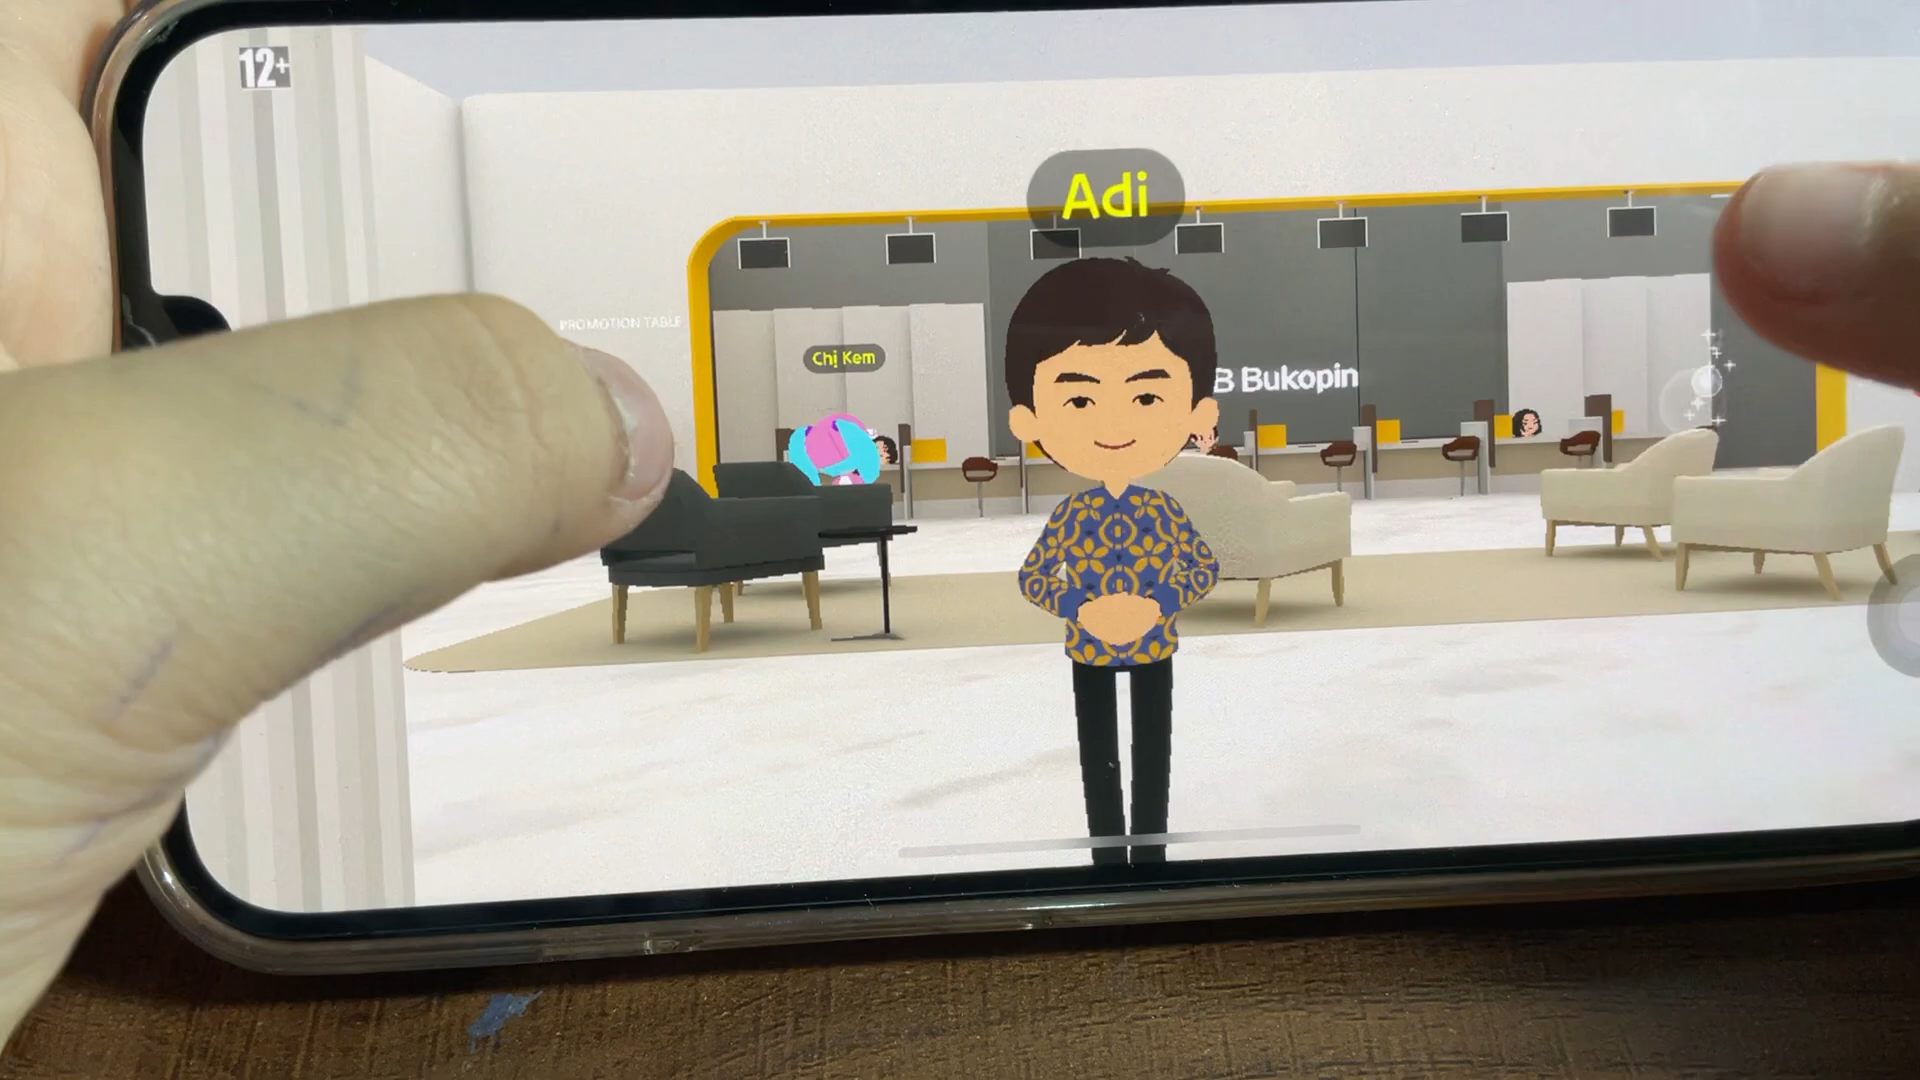 12+
Adi
PROMOTION TABLE
Chị Kem
B Bukopin